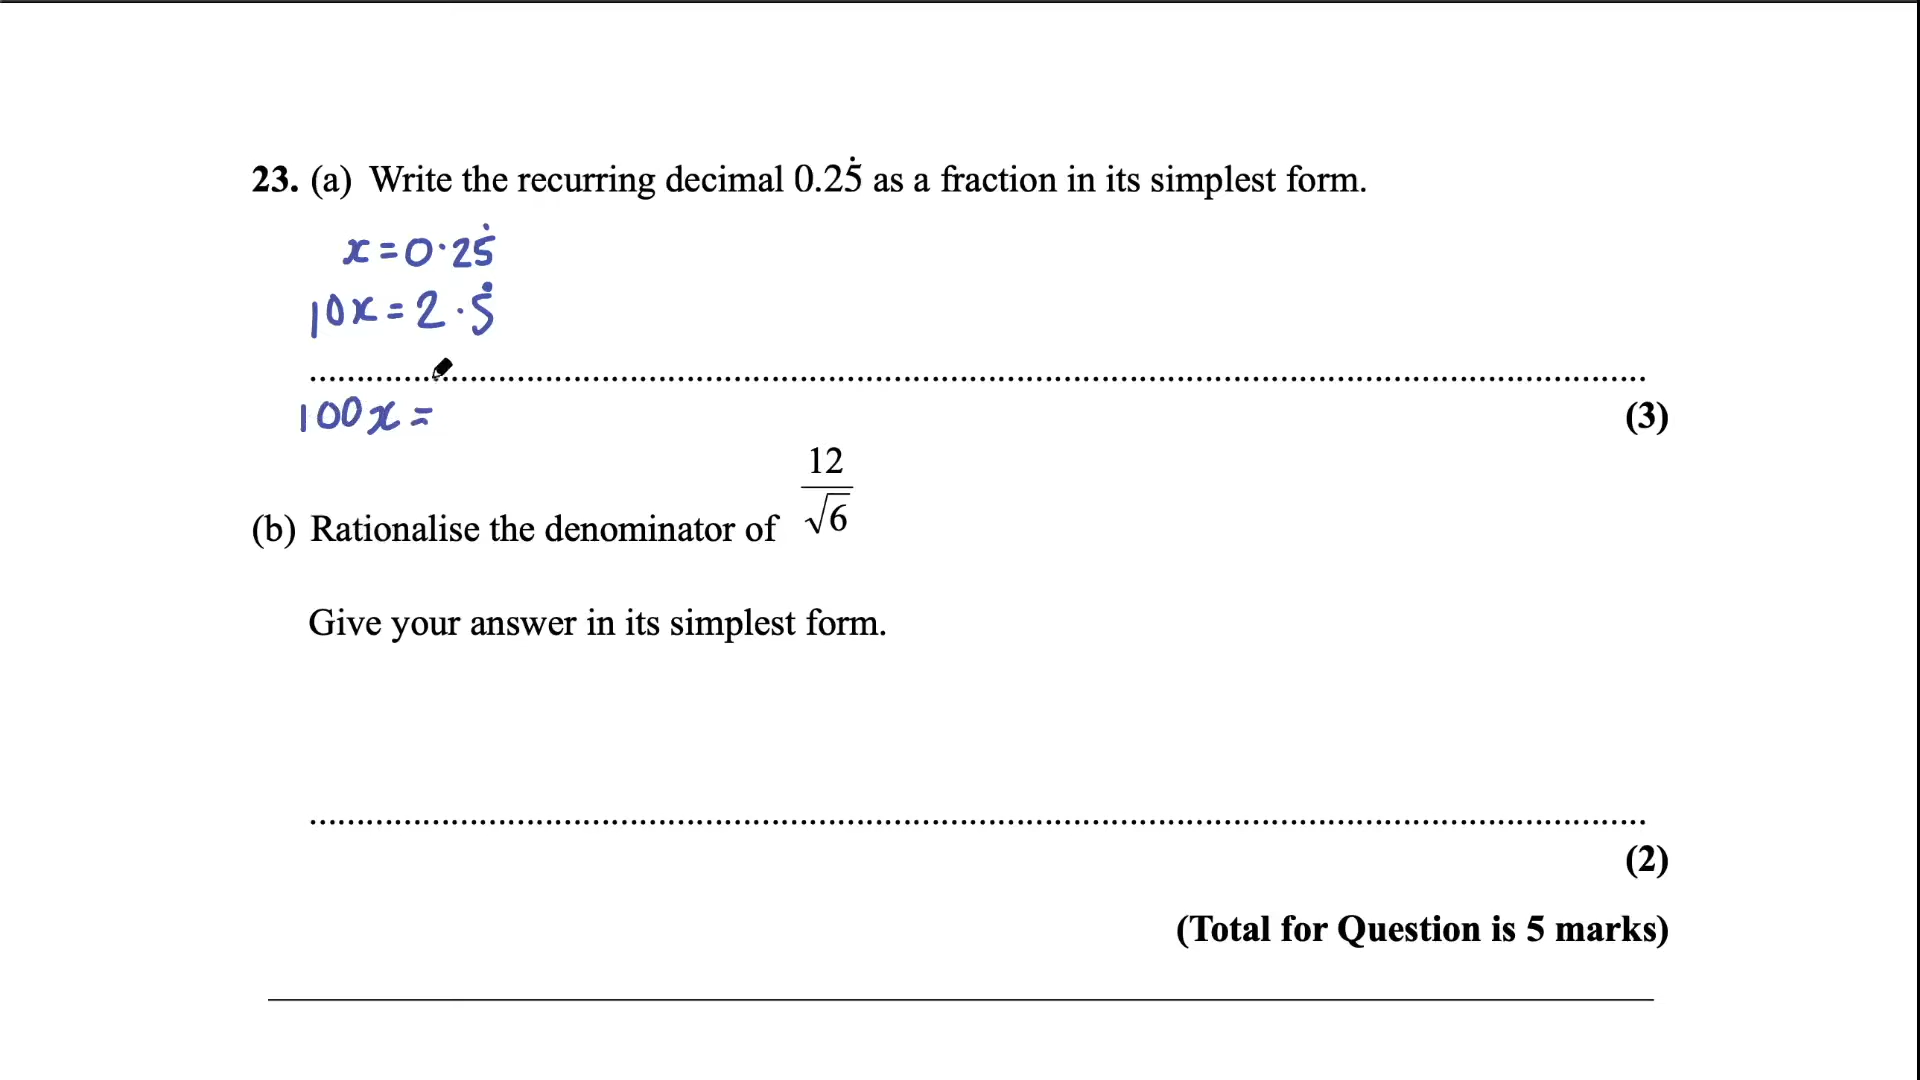 23. (a) Write the recurring decimal 0.25̇ as a fraction in its simplest form.
x = 0·25̇
10x = 2·5̇
........................................................................................................................
100x =
(3)
(b) Rationalise the denominator of 12/√6
Give your answer in its simplest form.
........................................................................................................................
(2)
(Total for Question is 5 marks)